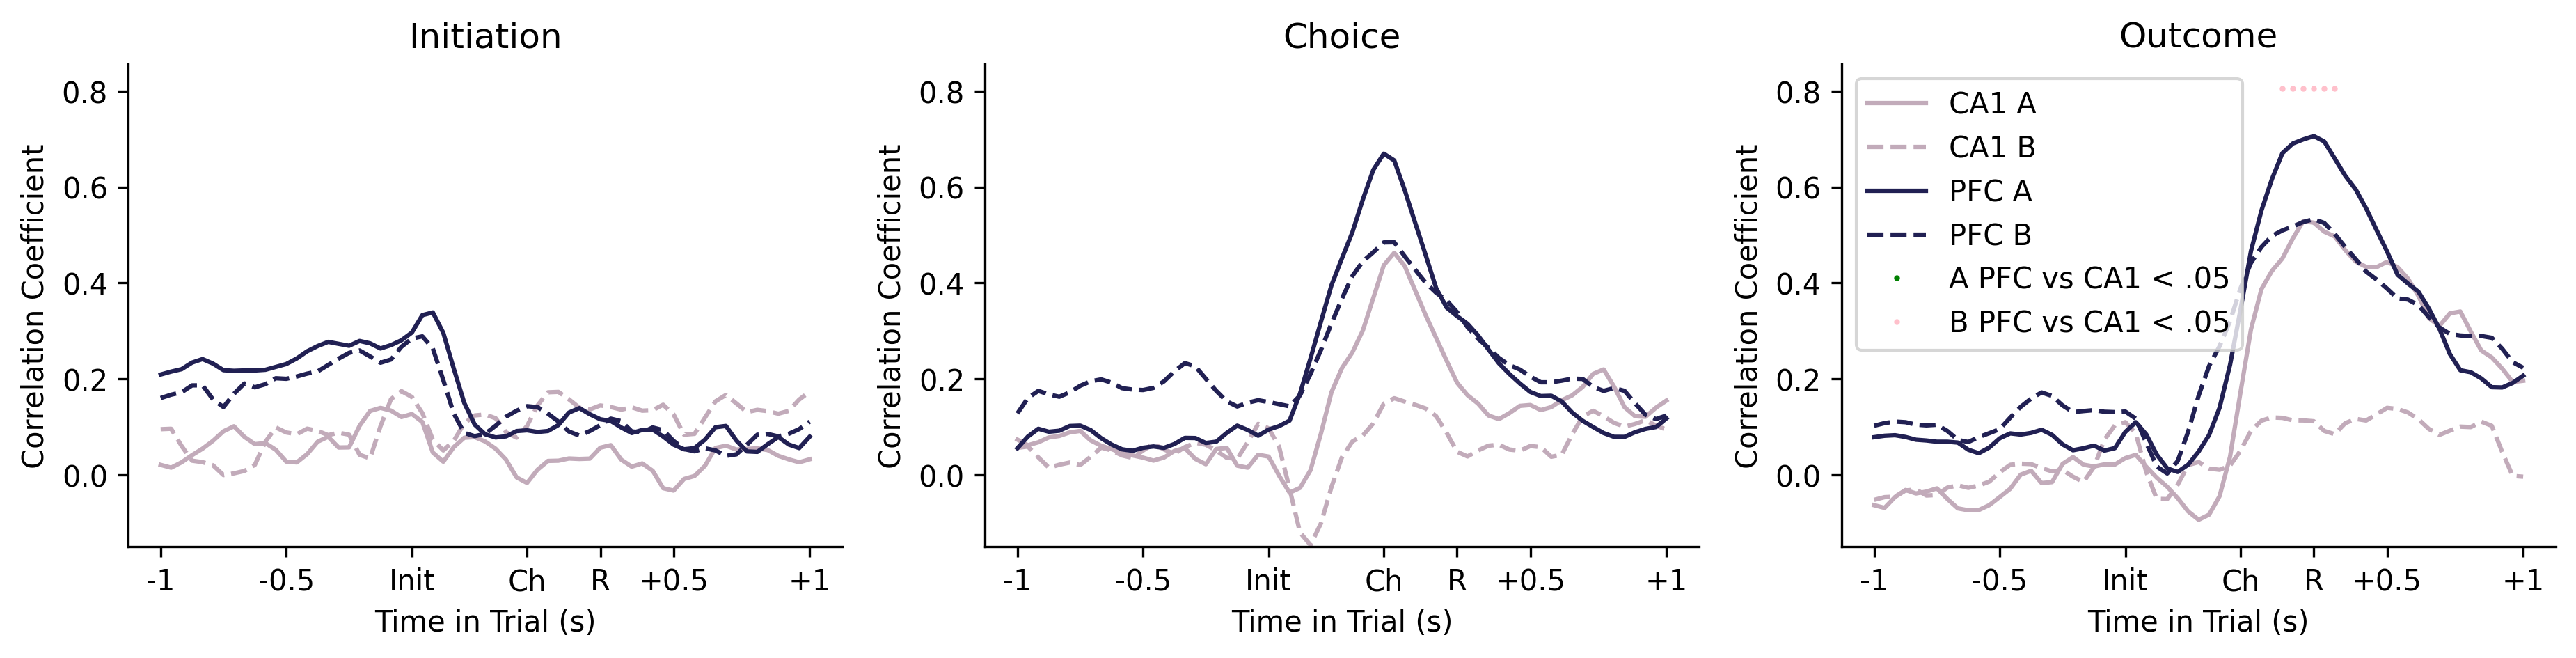 Initiation
Correlation Coefficient
0.8
0.6
0.4
0.2
0.0
-1 -0.5 Init Ch R +0.5 +1
Time in Trial (s)
Choice
Correlation Coefficient
0.8
0.6
0.4
0.2
0.0
-1 -0.5 Init Ch R +0.5 +1
Time in Trial (s)
Outcome
Correlation Coefficient
0.8
0.6
0.4
0.2
0.0
CA1 A
CA1 B
PFC A
PFC B
A PFC vs CA1 < .05
B PFC vs CA1 < .05
-1 -0.5 Init Ch R +0.5 +1
Time in Trial (s)